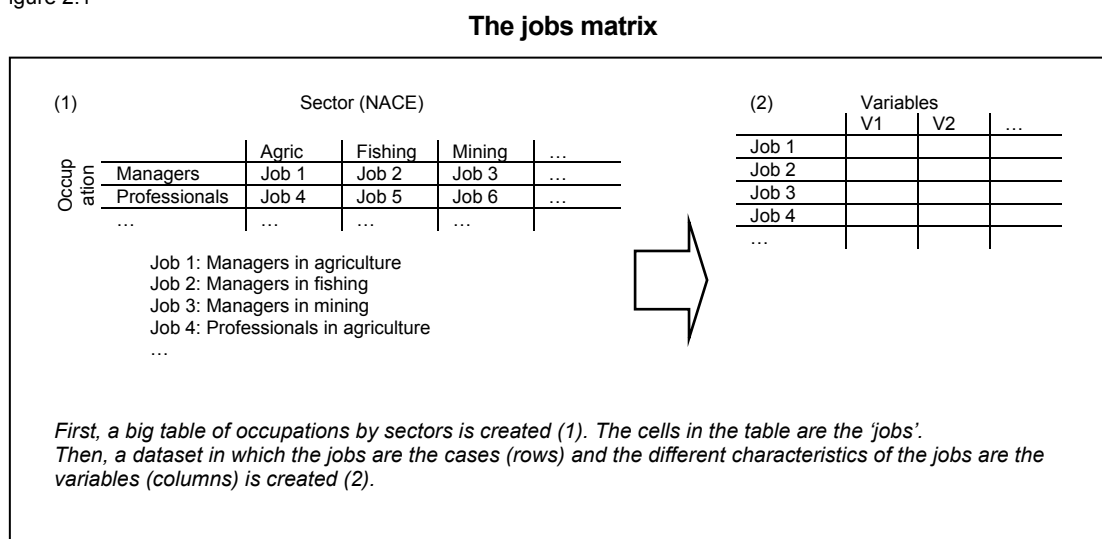 igure 2.1
The jobs matrix
(1) Sector (NACE)
Occup
ation
Agric Fishing Mining …
Managers Job 1 Job 2 Job 3 …
Professionals Job 4 Job 5 Job 6 …
… … … …
Job 1: Managers in agriculture
Job 2: Managers in fishing
Job 3: Managers in mining
Job 4: Professionals in agriculture
…
(2) Variables
V1 V2 …
Job 1
Job 2
Job 3
Job 4
…
First, a big table of occupations by sectors is created (1). The cells in the table are the ‘jobs’.
Then, a dataset in which the jobs are the cases (rows) and the different characteristics of the jobs are the
variables (columns) is created (2).